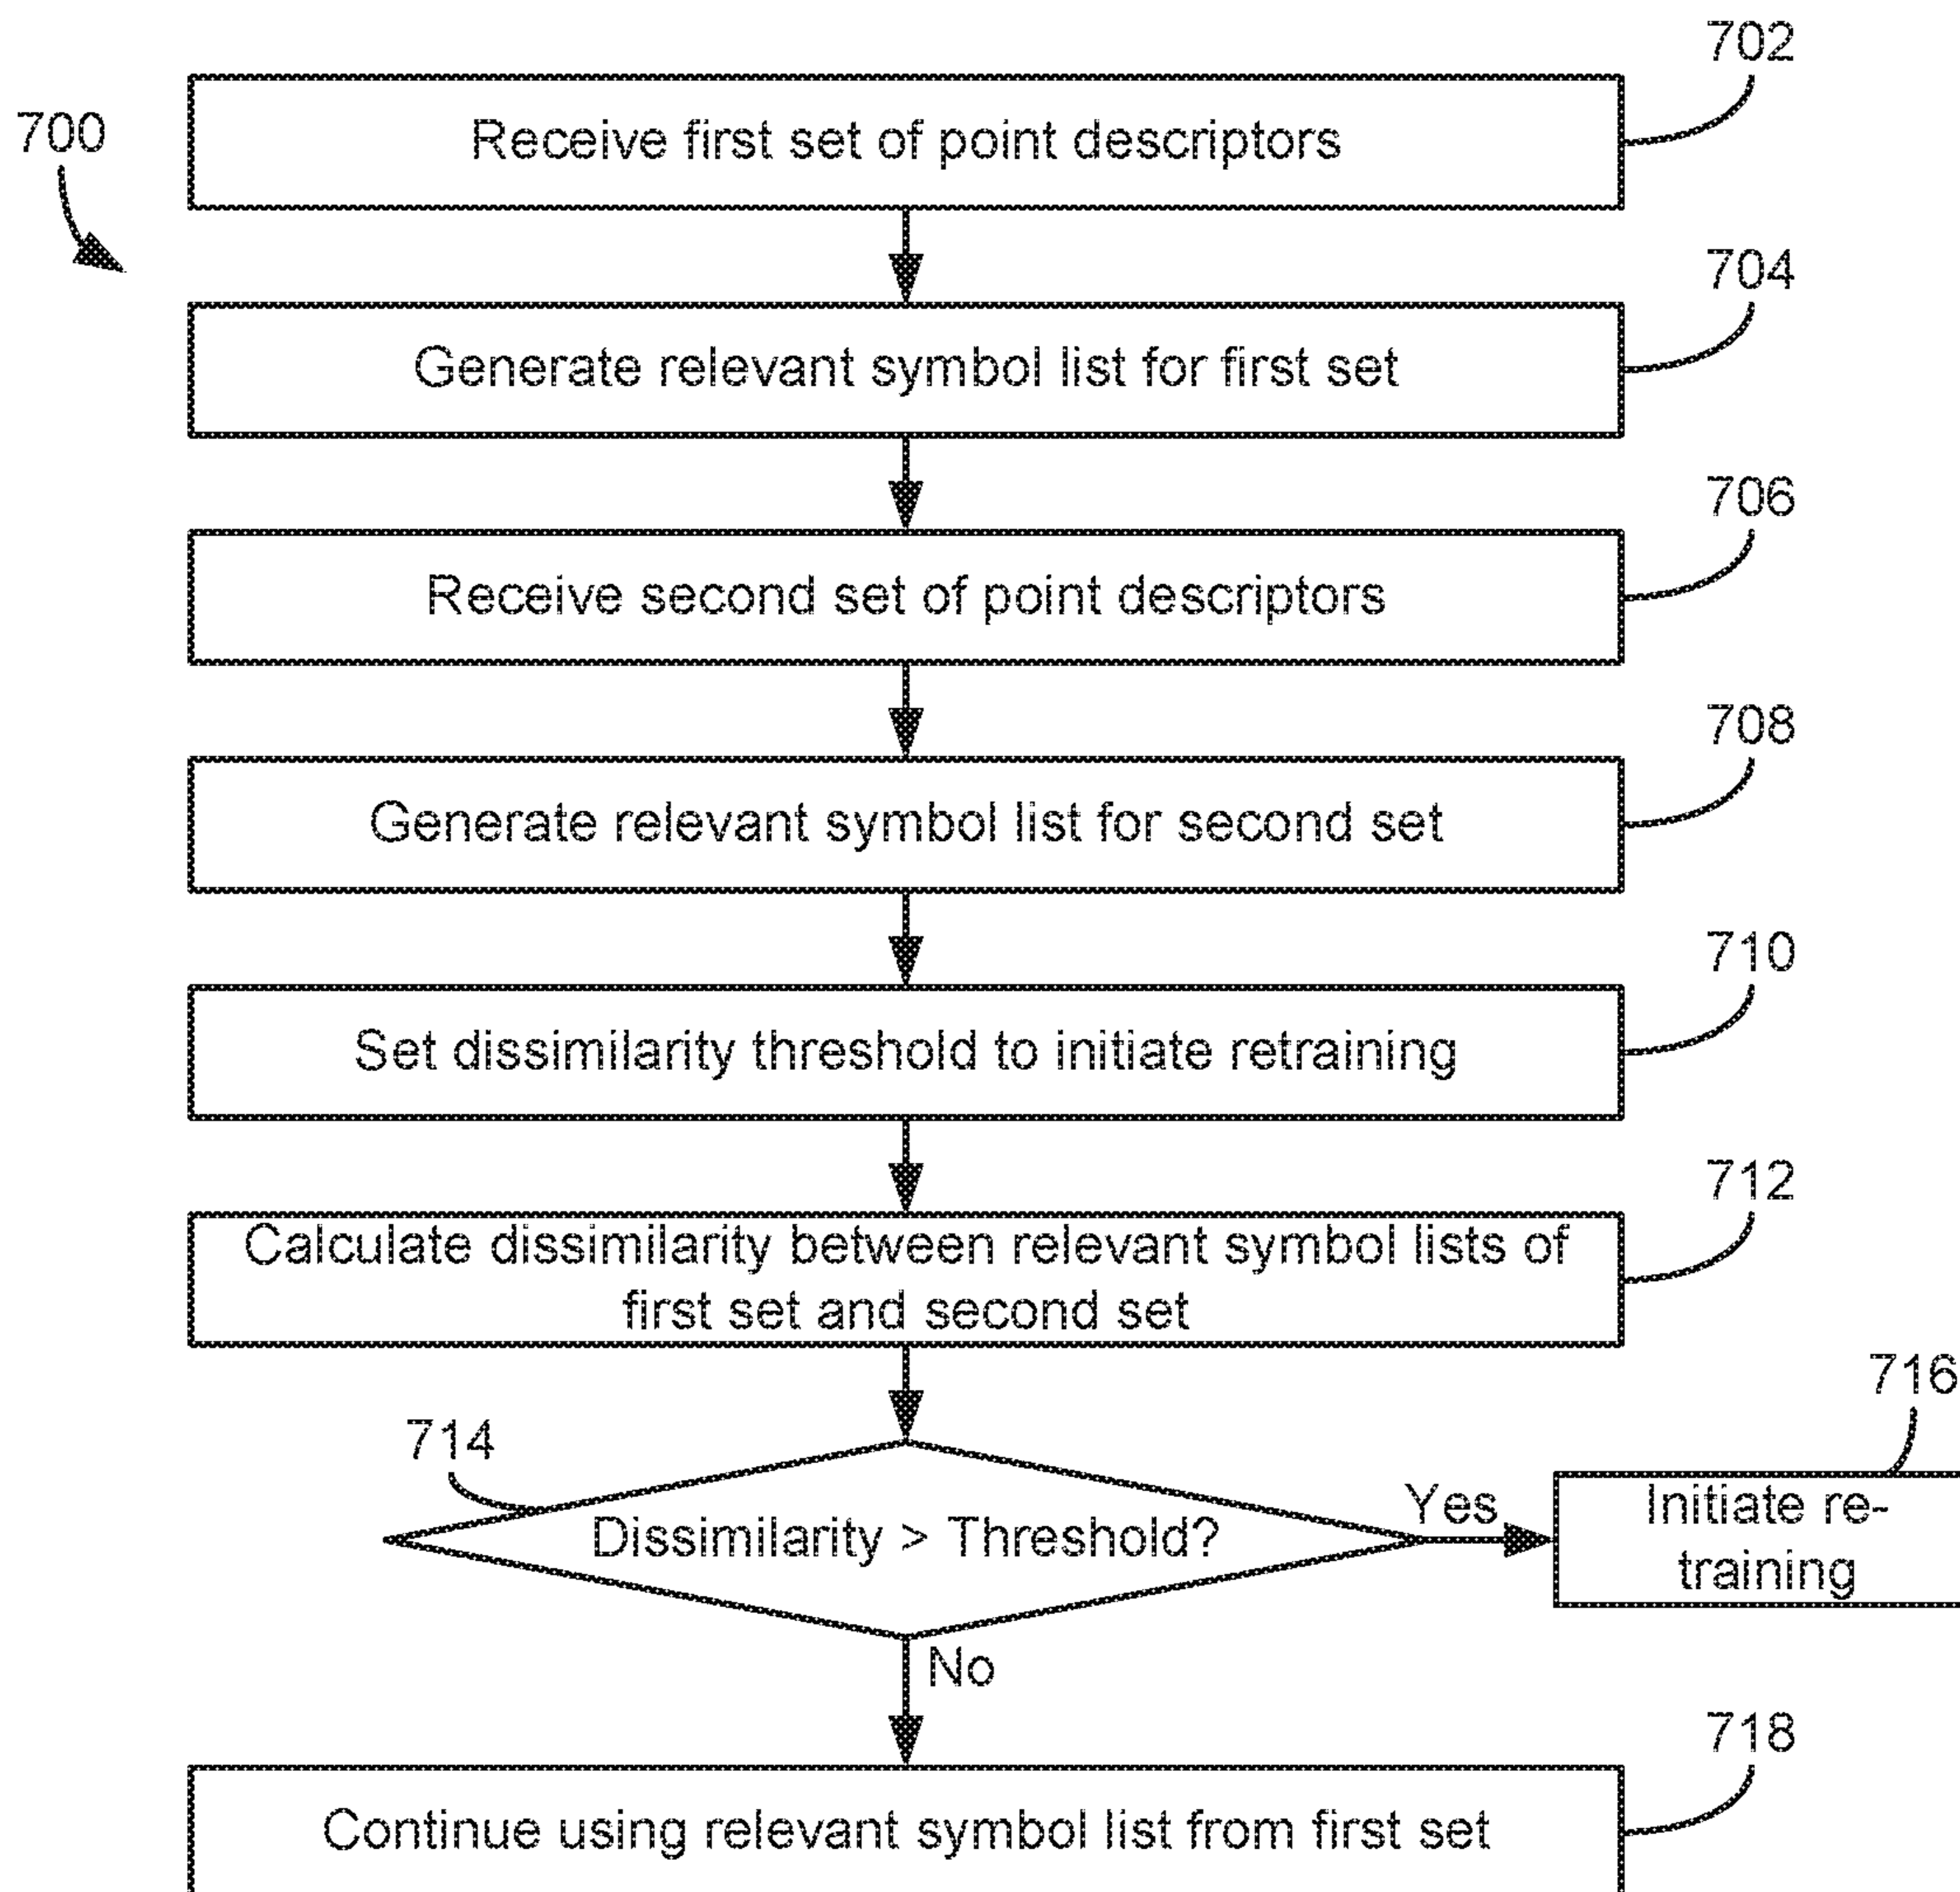 702
700
Receive first set of point descriptors
704
Generate relevant symbol list for first set
706
Receive second set of point descriptors
708
Generate relevant symbol list for second set
710
Set dissimilarity threshold to initiate retraining
712
Calculate dissimilarity between relevant symbol lists of
first set and second set
716
714
Dissimilarity > Threshold?
Yes
Initiate re-
training
No
718
Continue using relevant symbol list from first set